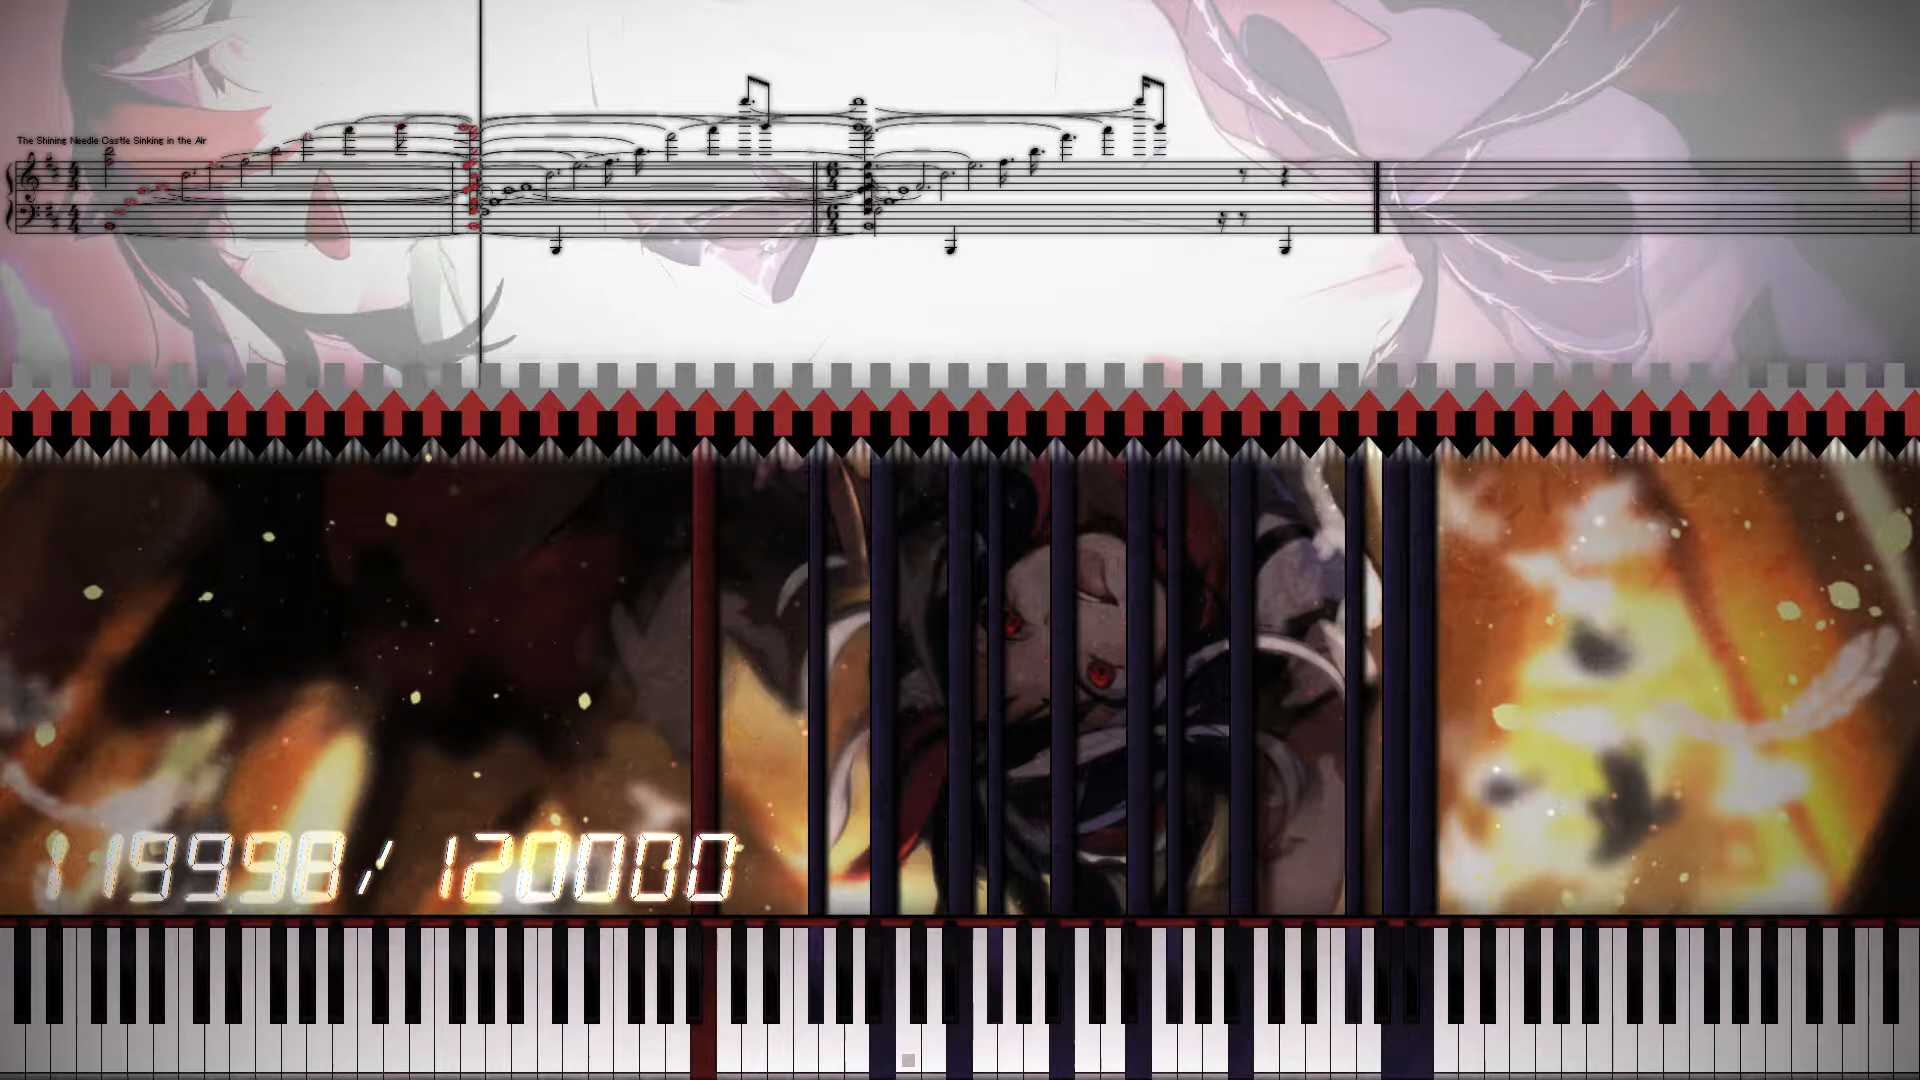 The Shining Needle Castle Sinking in the Air
119998 / 120000